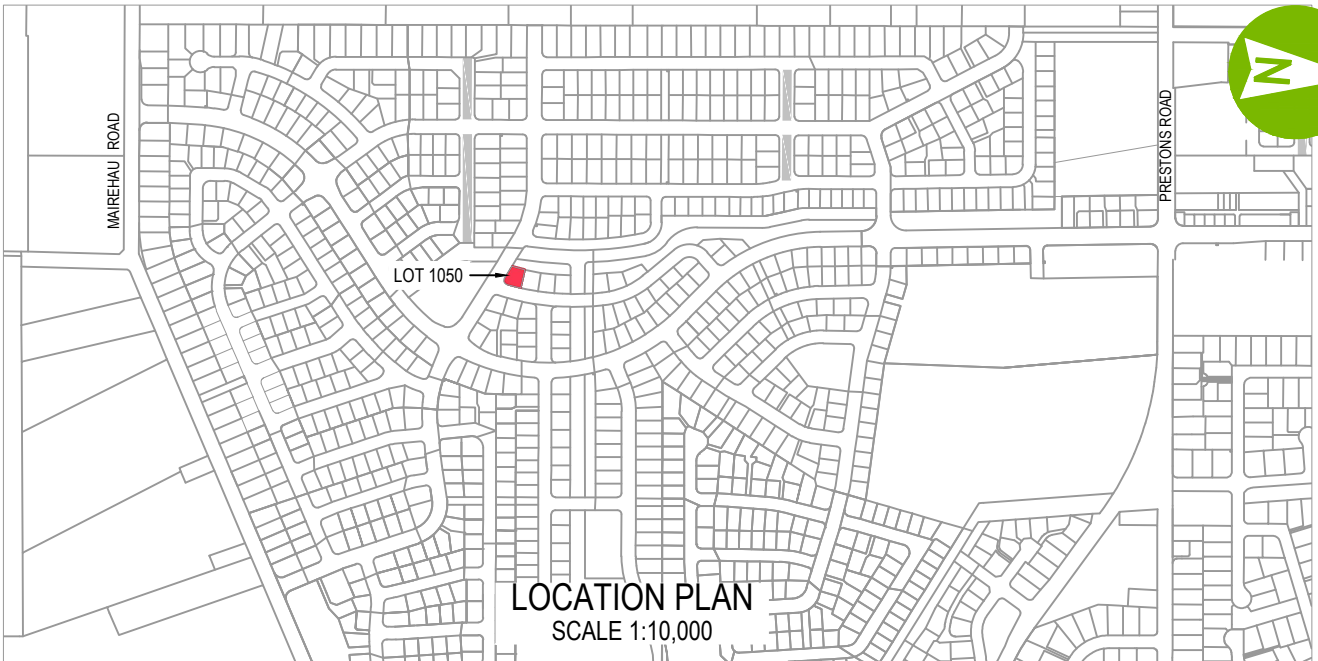 N
MAIREHAU ROAD
PRESTONS ROAD
LOT 1050
LOCATION PLAN
SCALE 1:10,000